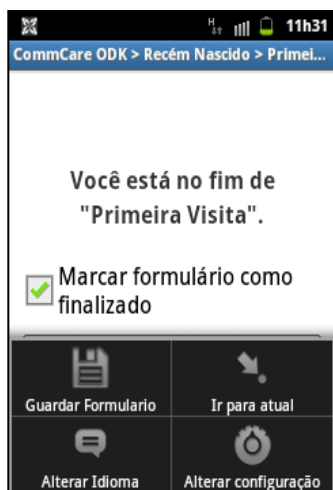 H
11h31
CommCare ODK > Recém Nascido > Primei...
Você está no fim de
"Primeira Visita".
Marcar formulário como
finalizado
Guardar Formulario
Ir para atual
Alterar Idioma
Alterar configuração